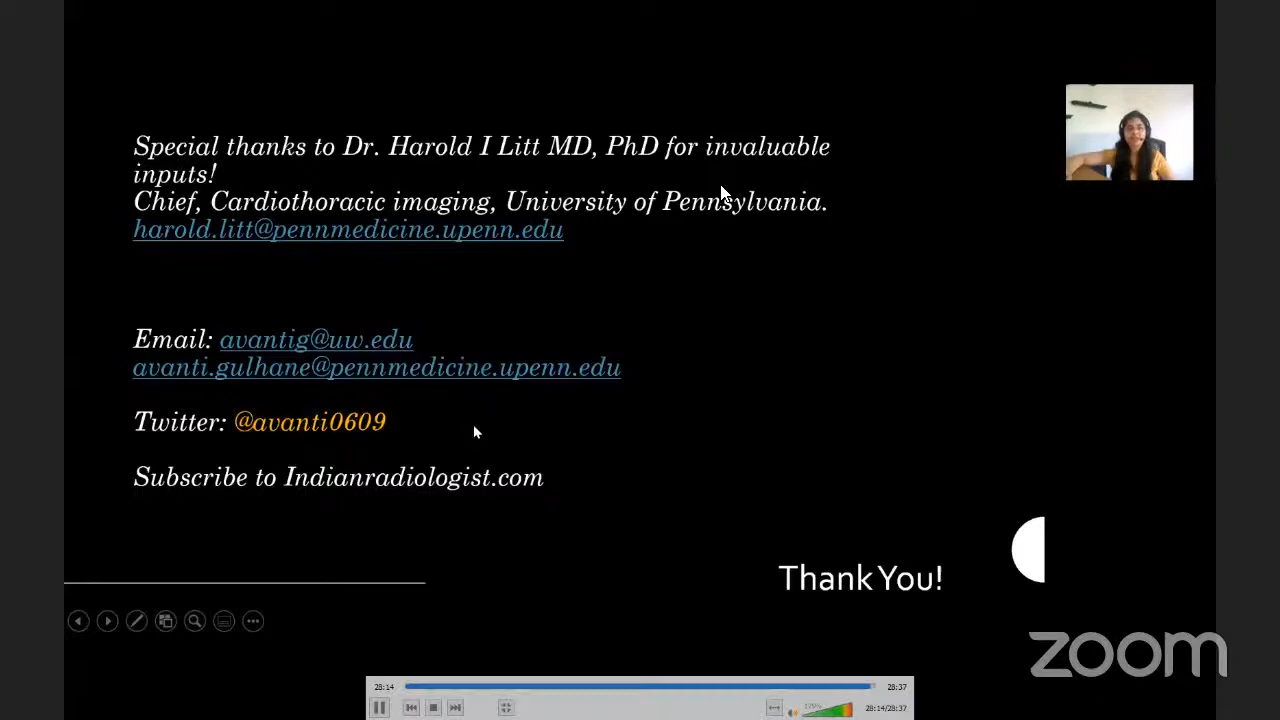 Special thanks to Dr. Harold I Litt MD, PhD for invaluable
inputs!
Chief, Cardiothoracic imaging, University of Pennsylvania.
harold.litt@pennmedicine.upenn.edu
Email: avantig@uw.edu
avanti.gulhane@pennmedicine.upenn.edu
Twitter: @avanti0609
Subscribe to Indianradiologist.com
Thank You!
zoom
28:14
28:37
28:14/28:37